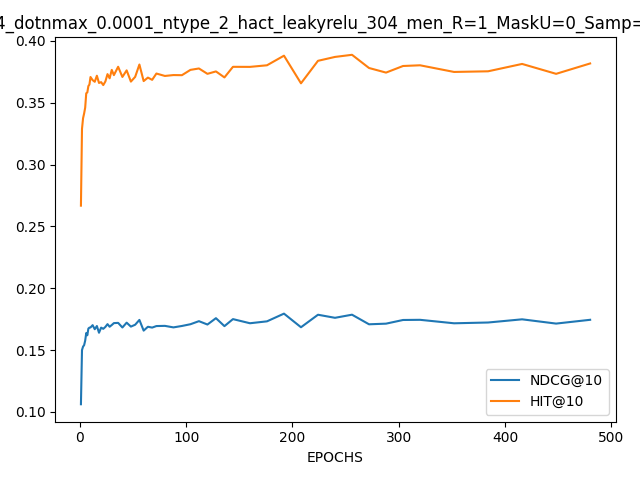 4_dotnmax_0.0001_ntype_2_hact_leakyrelu_304_men_R=1_MaskU=0_Samp=
0.40
0.35
0.30
0.25
0.20
0.15
0.10
NDCG@10
HIT@10
0 100 200 300 400 500
EPOCHS